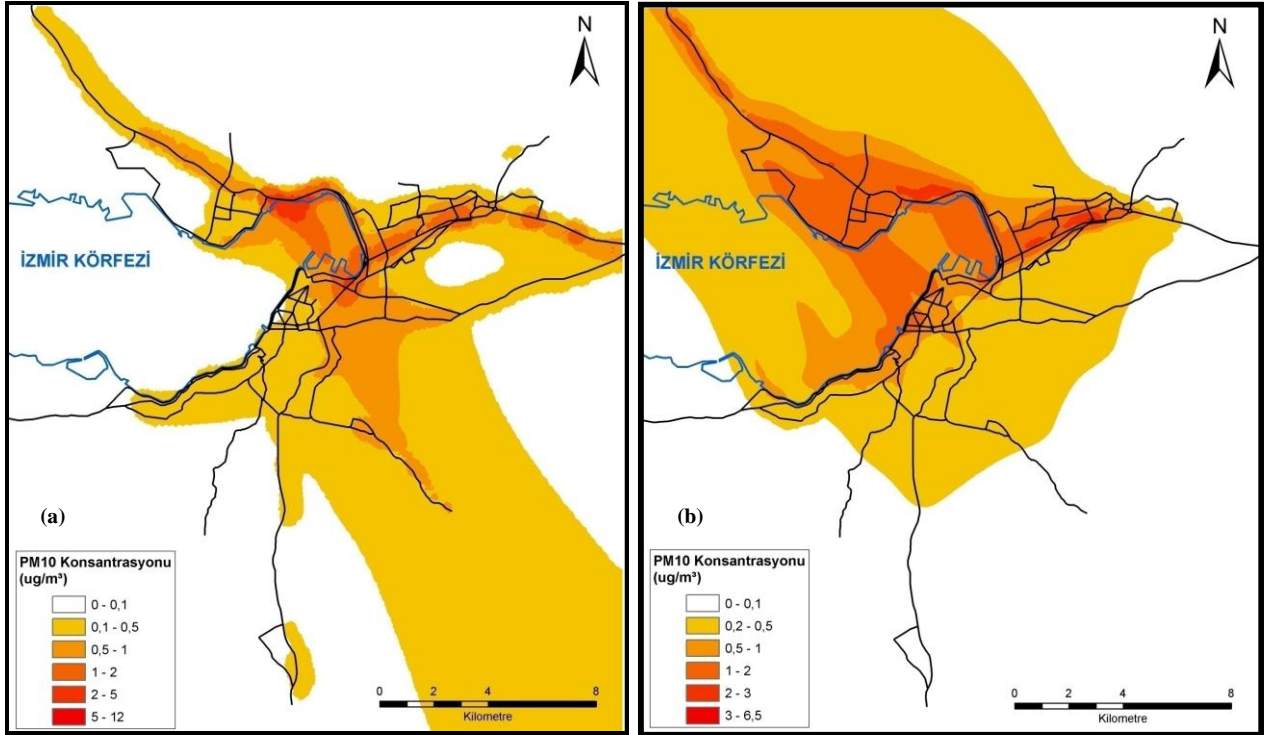 N
İZMİR KÖRFEZİ
(a)
PM10 Konsantrasyonu
(ug/m³)
0 - 0,1
0,1 - 0,5
0,5 - 1
1 - 2
2 - 5
5 - 12
0 2 4 8
Kilometre
N
İZMİR KÖRFEZİ
(b)
PM10 Konsantrasyonu
(ug/m³)
0 - 0,1
0,2 - 0,5
0,5 - 1
1 - 2
2 - 3
3 - 6,5
0 2 4 8
Kilometre